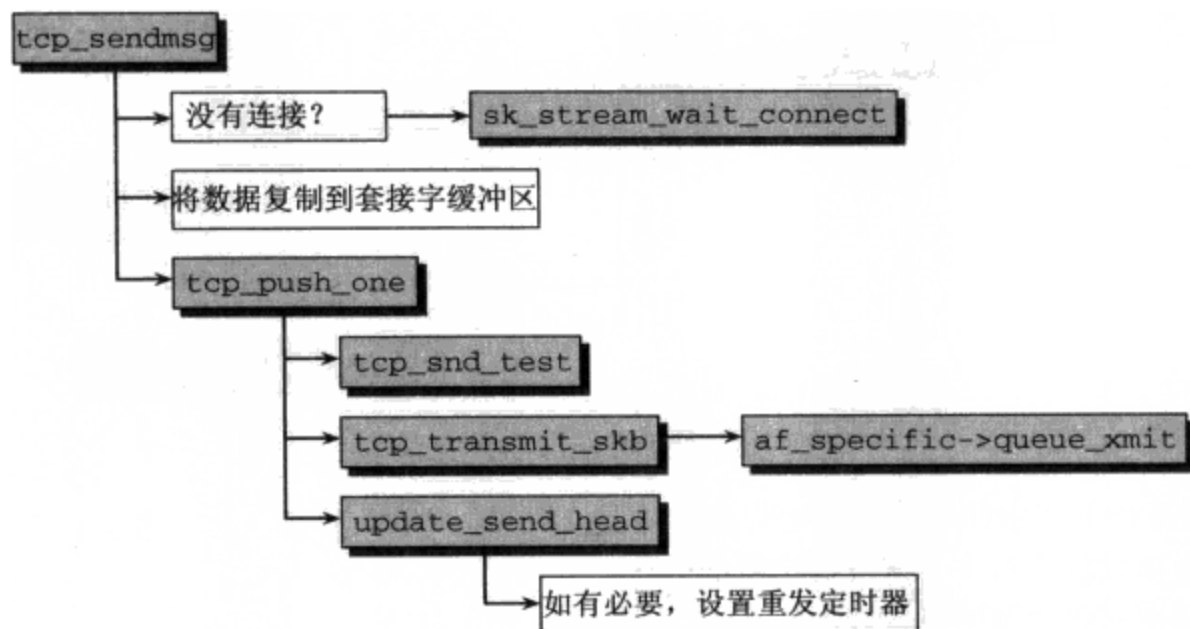 tcp_sendmsg
没有连接?
sk_stream_wait_connect
将数据复制到套接字缓冲区
tcp_push_one
tcp_snd_test
tcp_transmit_skb
af_specific->queue_xmit
update_send_head
如有必要，设置重发定时器